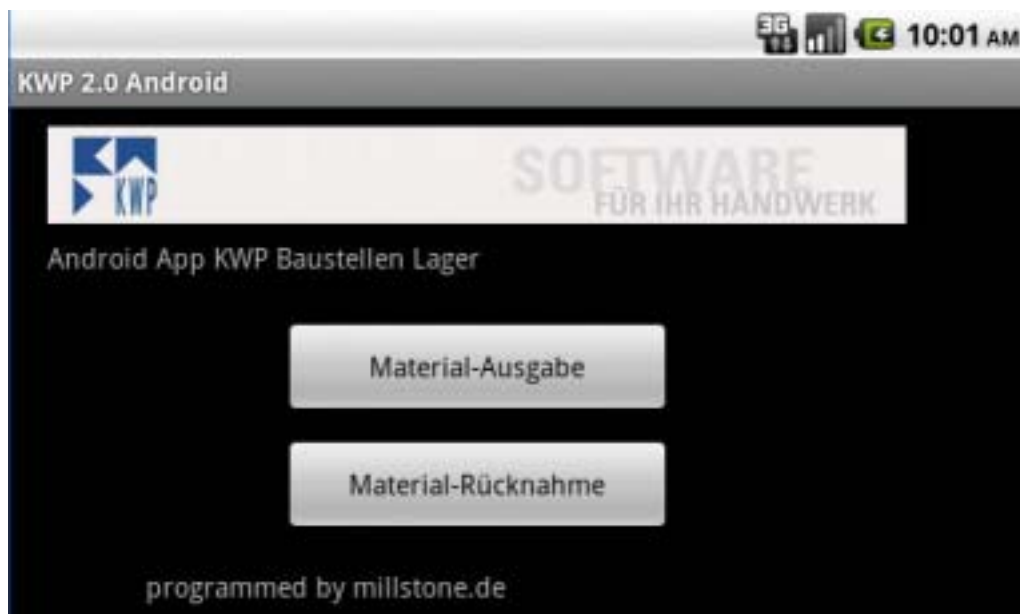 3G 10:01 AM
KWP 2.0 Android
KWP
SOFTWARE
FÜR IHR HANDWERK
Android App KWP Baustellen Lager
Material-Ausgabe
Material-Rücknahme
programmed by millstone.de